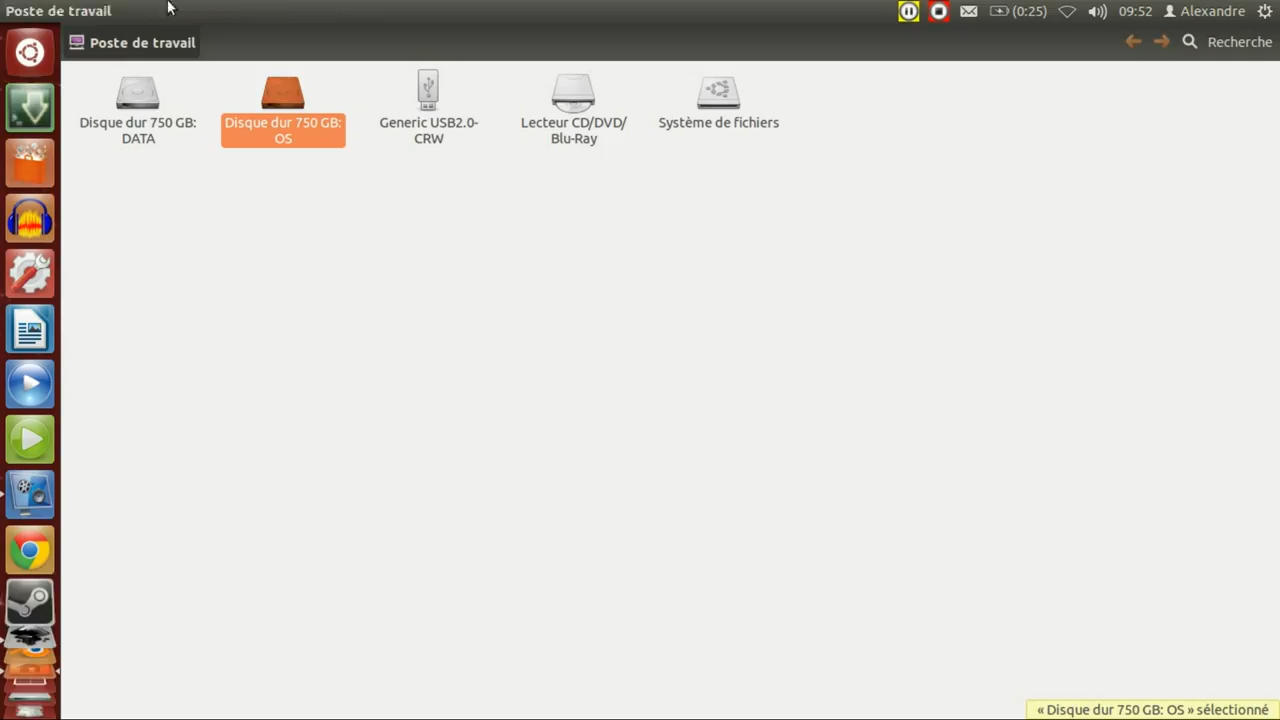 Poste de travail
(0:25)
09:52
Alexandre
Poste de travail
Recherche
Disque dur 750 GB:
DATA
Disque dur 750 GB:
OS
Generic USB2.0-
CRW
Lecteur CD/DVD/
Blu-Ray
Système de fichiers
« Disque dur 750 GB: OS » sélectionné